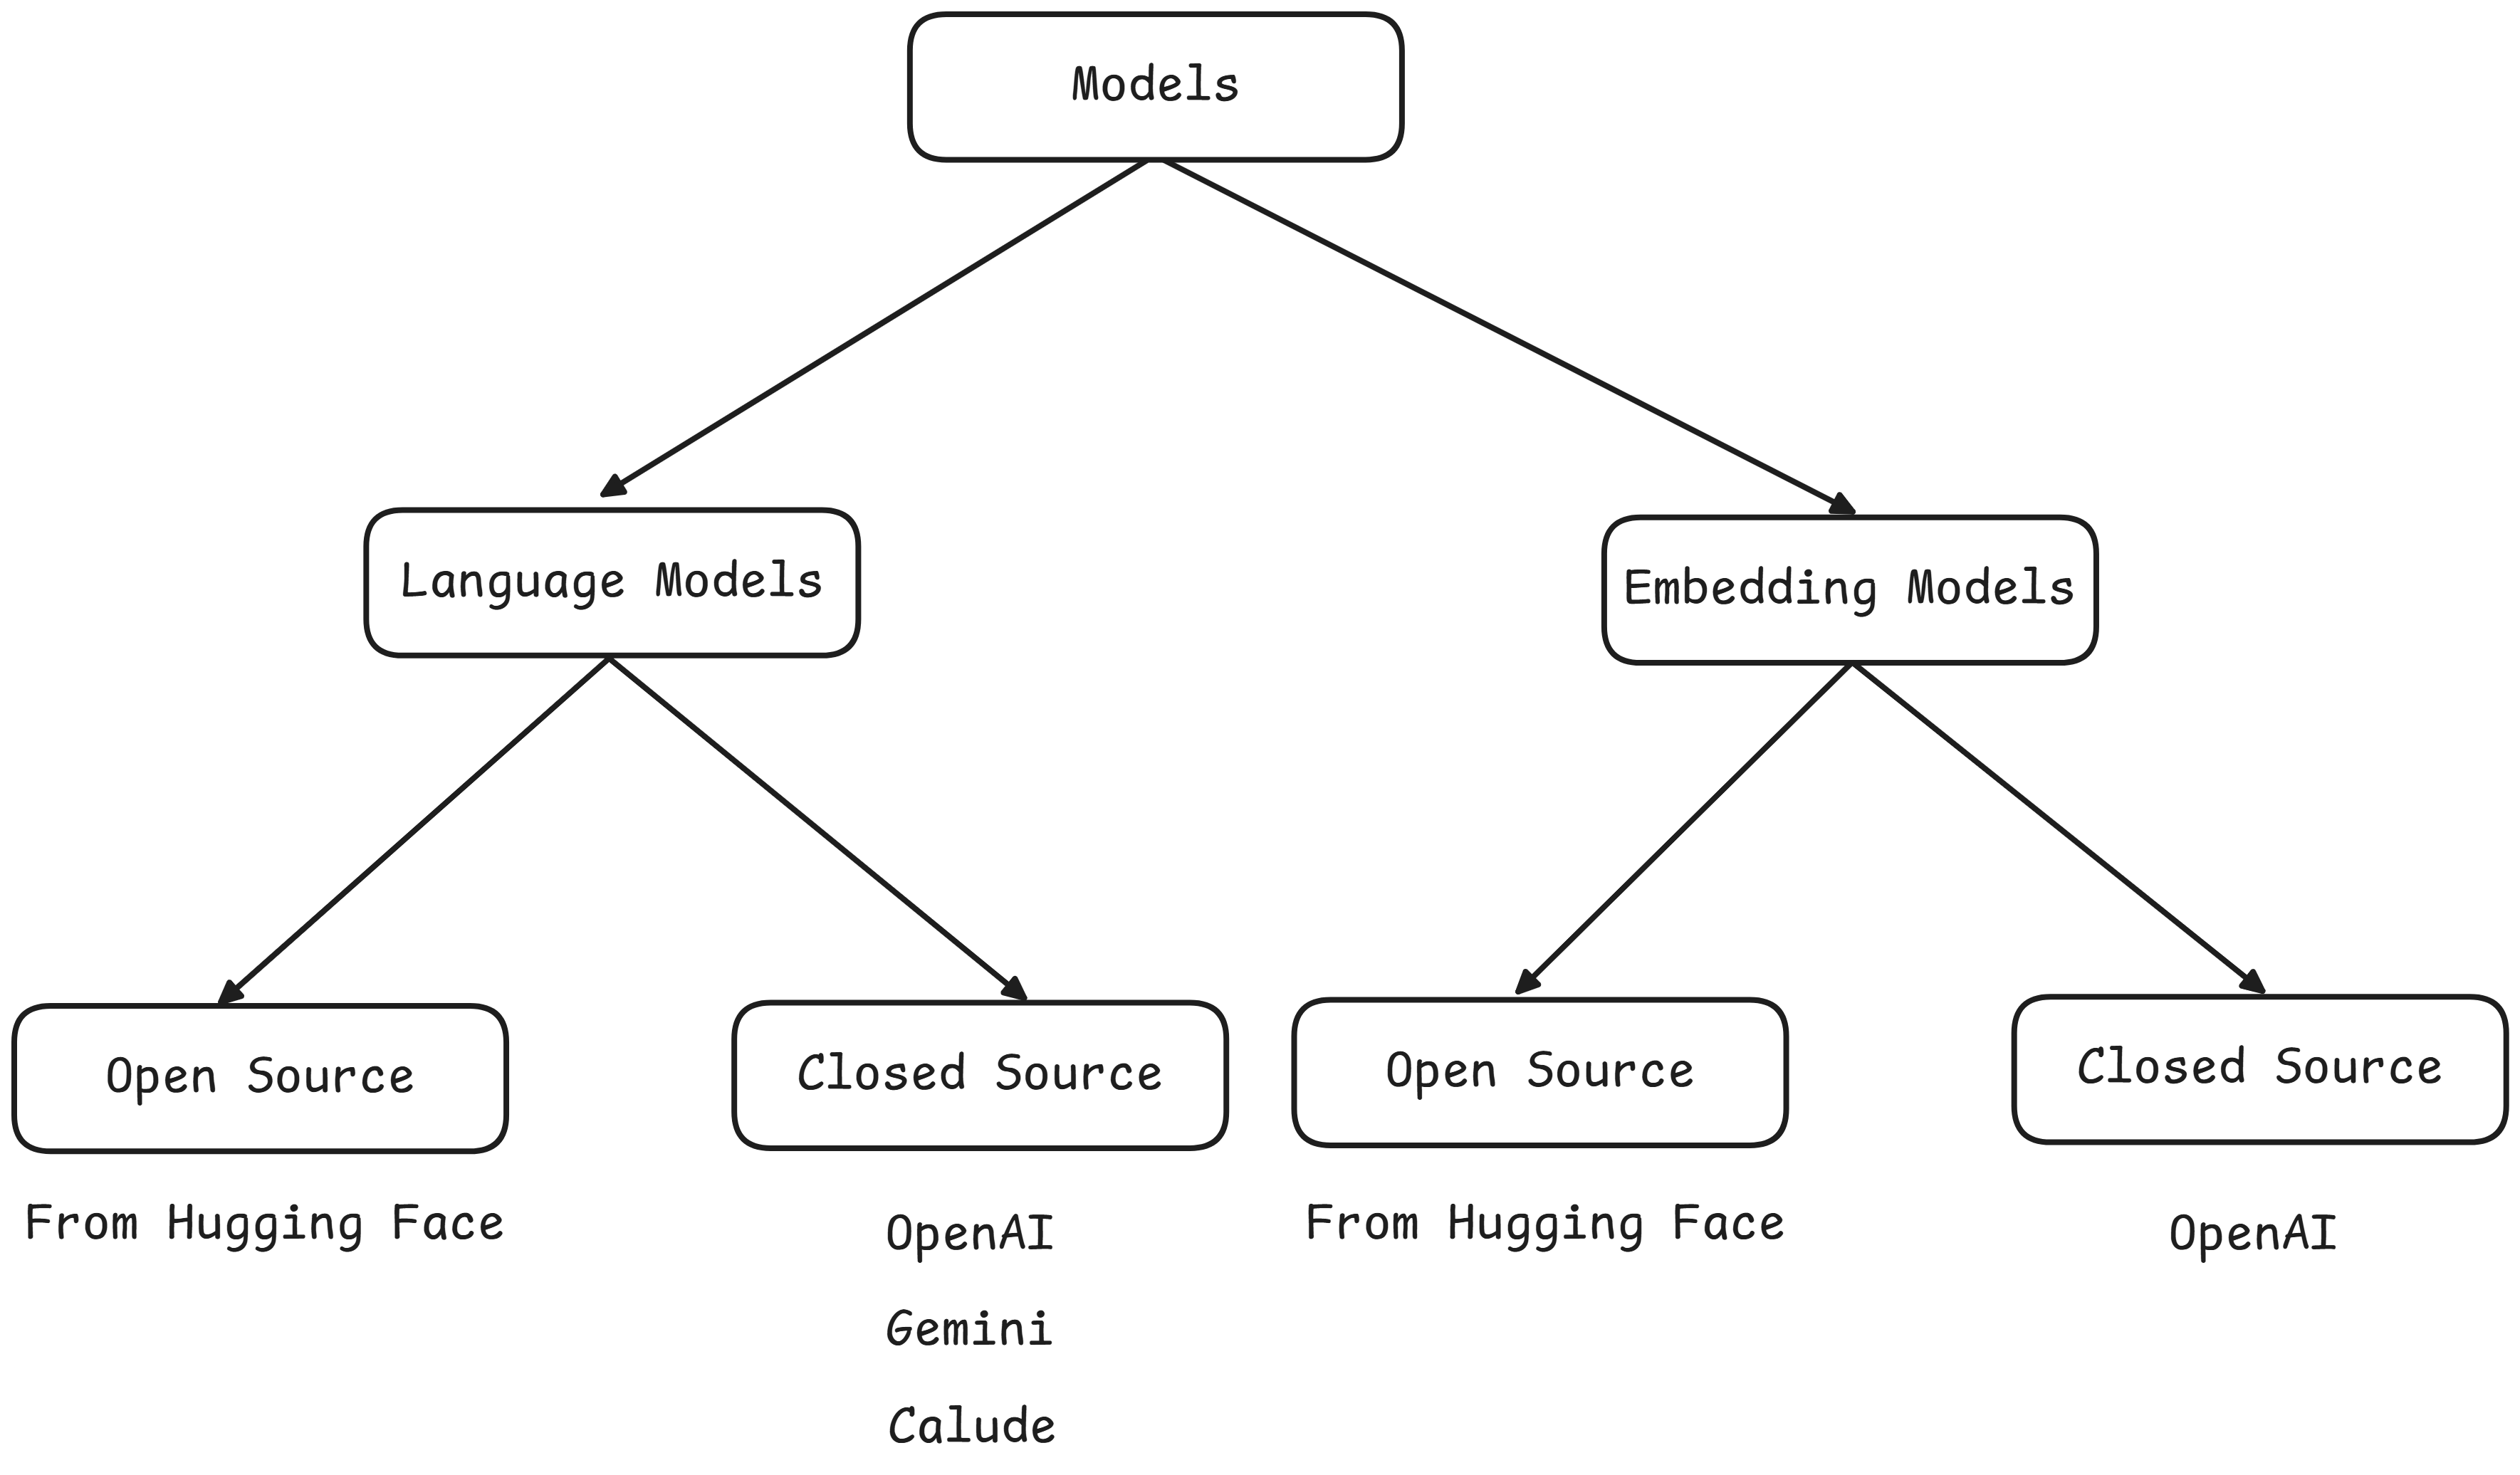 Models
Language Models
Embedding Models
Open Source
Closed Source
Open Source
Closed Source
From Hugging Face
OpenAI
Gemini
Calude
From Hugging Face
OpenAI